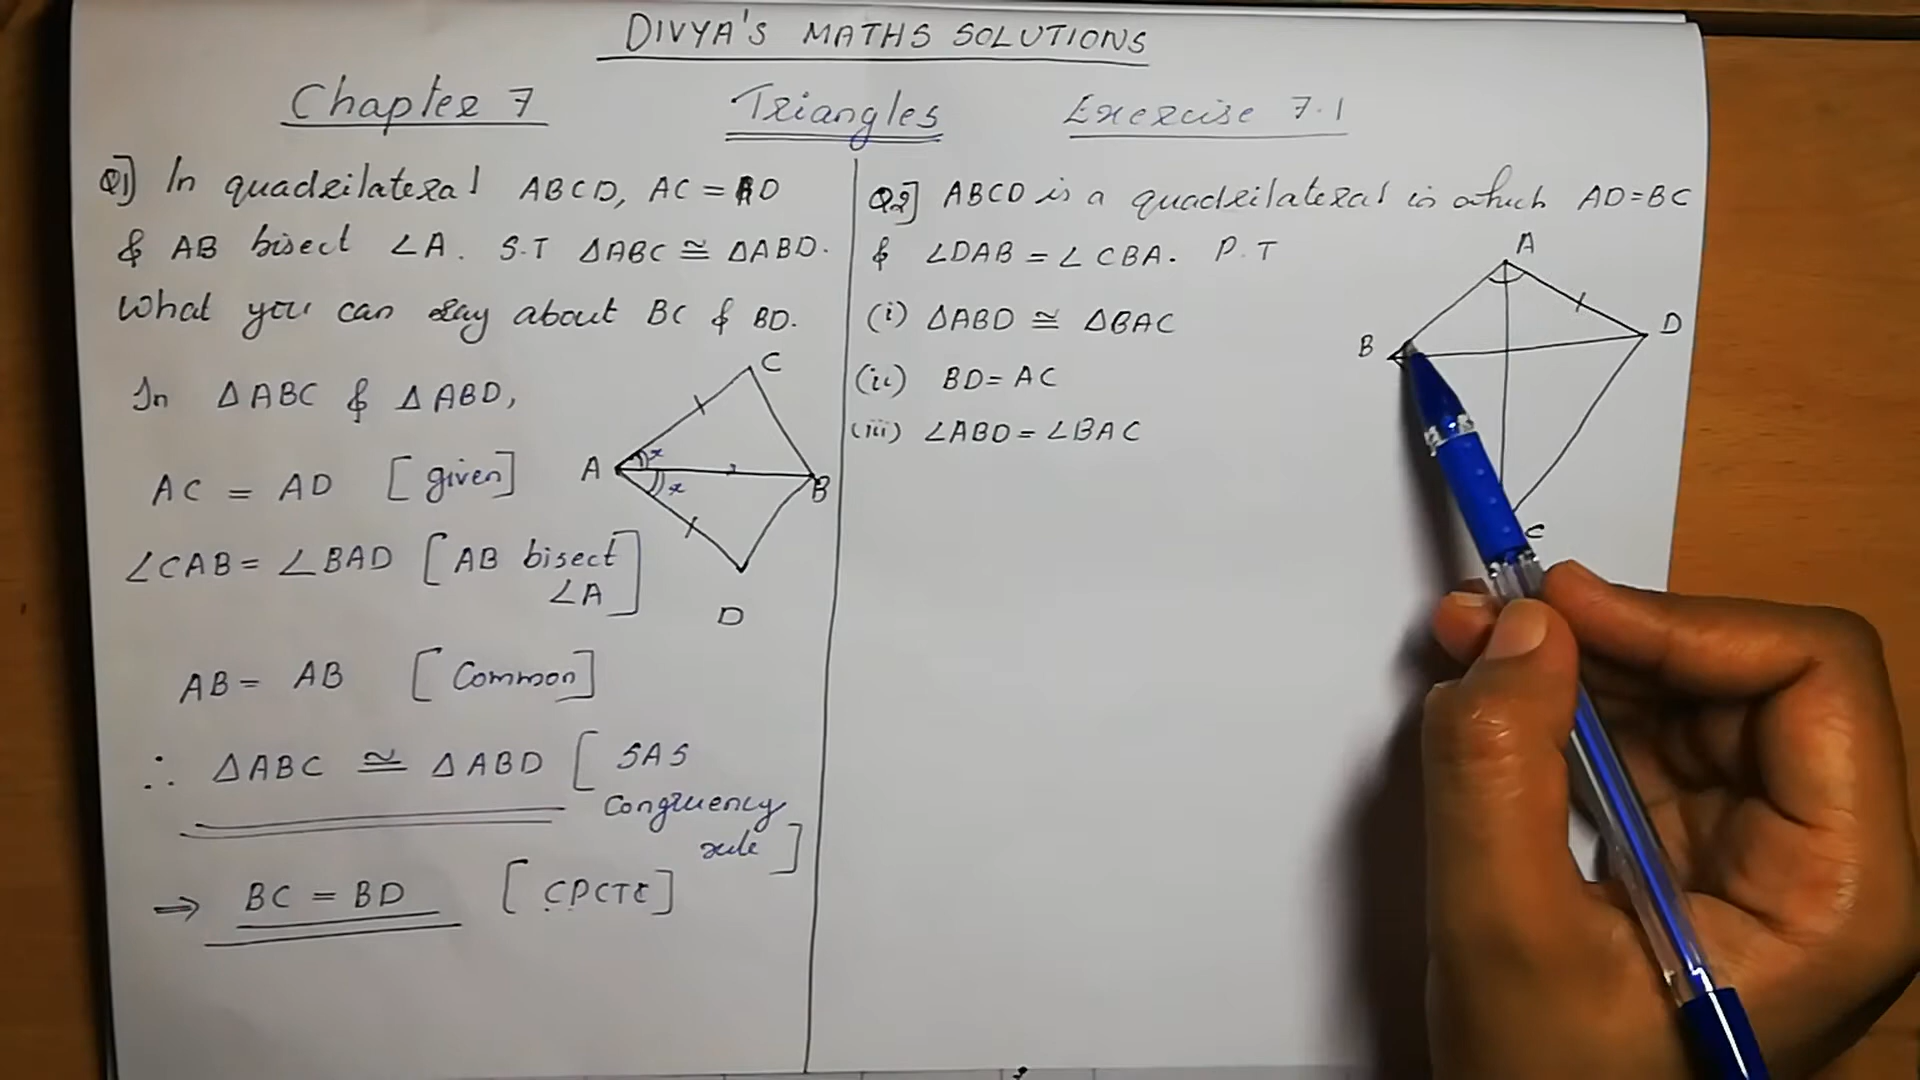 DIVYA'S MATHS SOLUTIONS
Chapter 7 Triangles Exercise 7.1
Q1] In quadrilateral ABCD, AC = AD
& AB bisect ∠A. S.T ΔABC ≅ ΔABD.
What you can say about BC & BD.
In ΔABC & ΔABD,
AC = AD [given]
∠CAB = ∠BAD [AB bisect
∠A]
AB = AB [Common]
∴ ΔABC ≅ ΔABD [SAS
Congruency
rule]
⇒ BC = BD [CPCTC]
C
A x
x
B
D
Q2] ABCD is a quadrilateral in which AD=BC
& ∠DAB = ∠CBA. P.T
(i) ΔABD ≅ ΔBAC
(ii) BD = AC
(iii) ∠ABD = ∠BAC
A
D
B
C